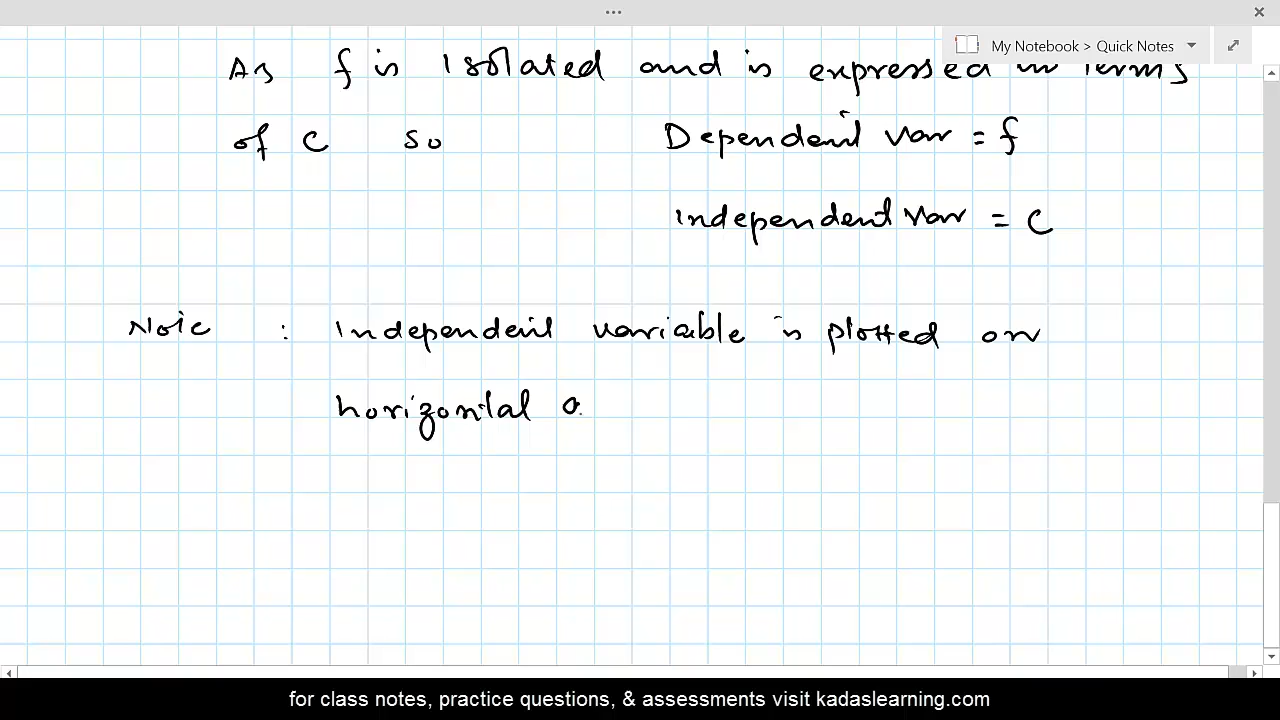 My Notebook > Quick Notes
As f is isolated and is expressed in terms
of C so Dependent var = f
independent var = C
Note : Independent variable is plotted on
horizontal a
for class notes, practice questions, & assessments visit kadaslearning.com